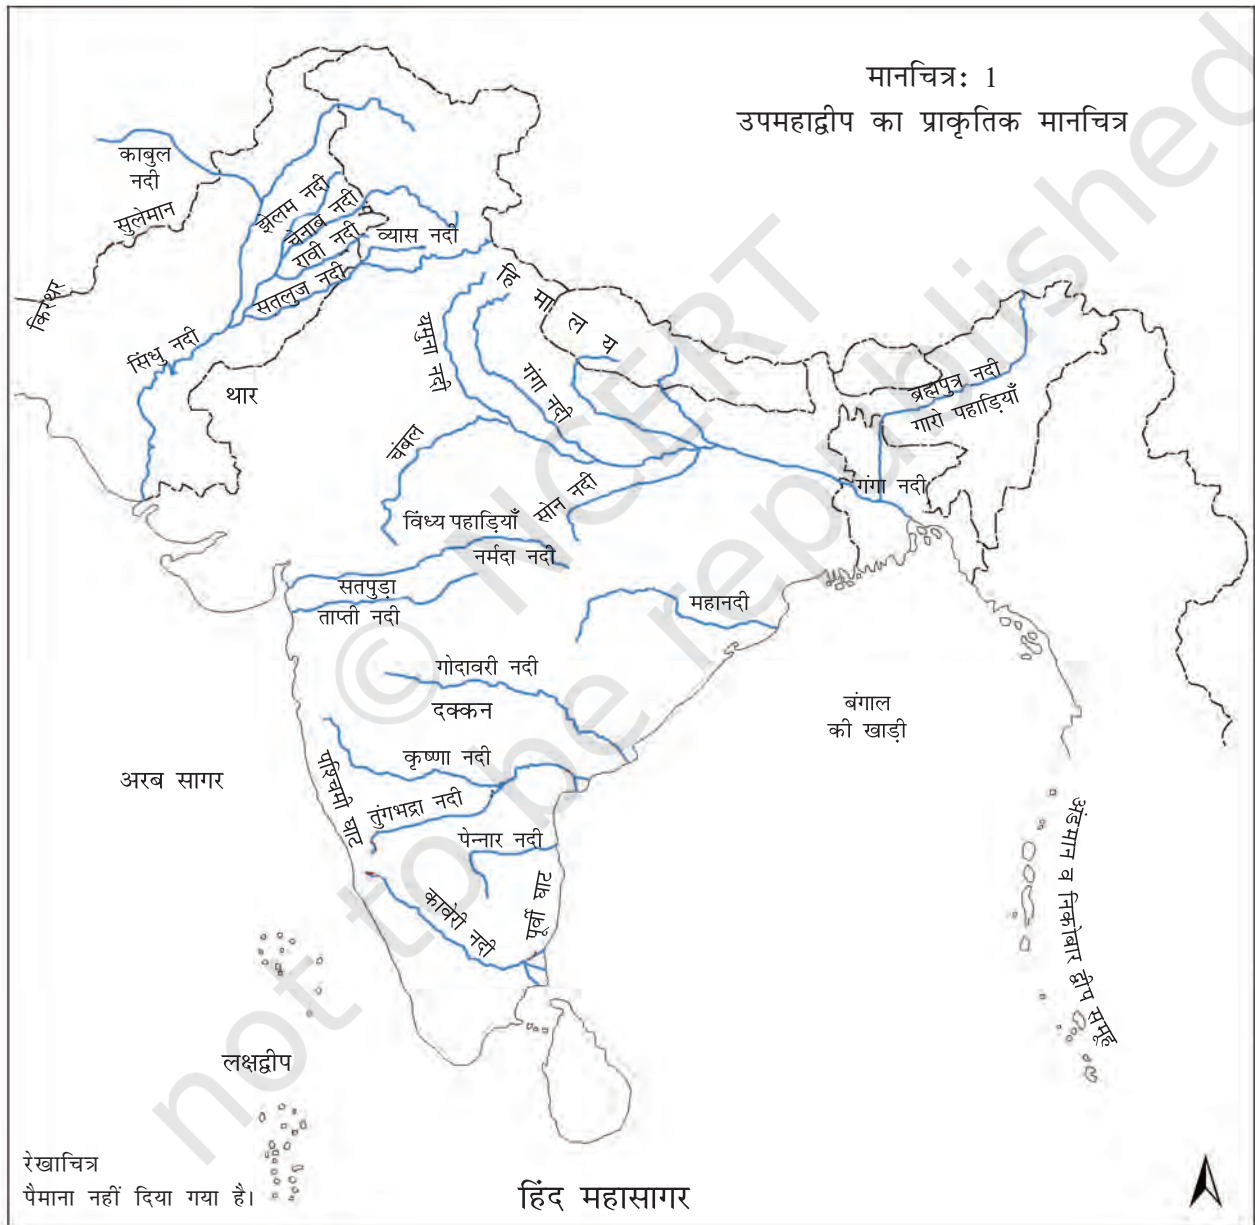 मानचित्र: 1
उपमहाद्वीप का प्राकृतिक मानचित्र
काबुल
नदी
सुलेमान
किरथर
झेलम नदी
चेनाब नदी
रावी नदी
व्यास नदी
सतलुज नदी
सिंधु नदी
थार
हिमालय
यमुना नदी
गंगा नदी
ब्रह्मपुत्र नदी
गारो पहाड़ियाँ
चंबल
सोन नदी
गंगा नदी
विंध्य पहाड़ियाँ
नर्मदा नदी
सतपुड़ा
ताप्ती नदी
महानदी
गोदावरी नदी
दक्कन
बंगाल
की खाड़ी
कृष्णा नदी
अरब सागर
पश्चिमी घाट
तुंगभद्रा नदी
पेन्नार नदी
कावेरी नदी
पूर्वी घाट
अंडमान व निकोबार द्वीप समूह
लक्षद्वीप
रेखाचित्र
पैमाना नहीं दिया गया है।
हिंद महासागर
© NCERT
not to be republished